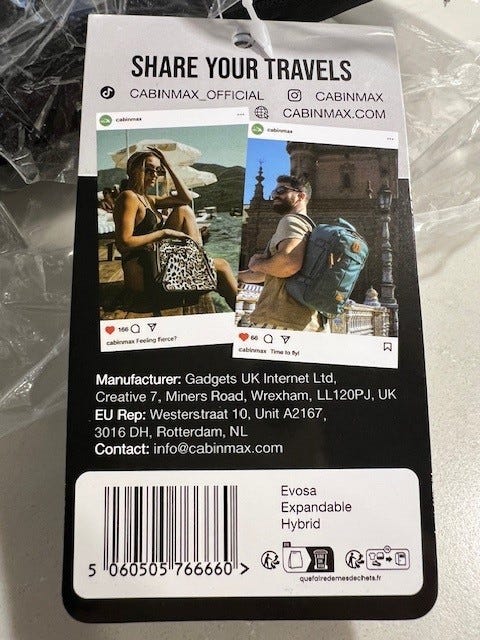 SHARE YOUR TRAVELS
CABINMAX_OFFICIAL CABINMAX
CABINMAX.COM
cabinmax
166
cabinmax Feeling fierce?
cabinmax
66
cabinmax Time to fly!
Manufacturer: Gadgets UK Internet Ltd,
Creative 7, Miners Road, Wrexham, LL120PJ, UK
EU Rep: Westerstraat 10, Unit A2167,
3016 DH, Rotterdam, NL
Contact: info@cabinmax.com
Evosa
Expandable
Hybrid
5 060505 766660 >
quefairedemesdechets.fr